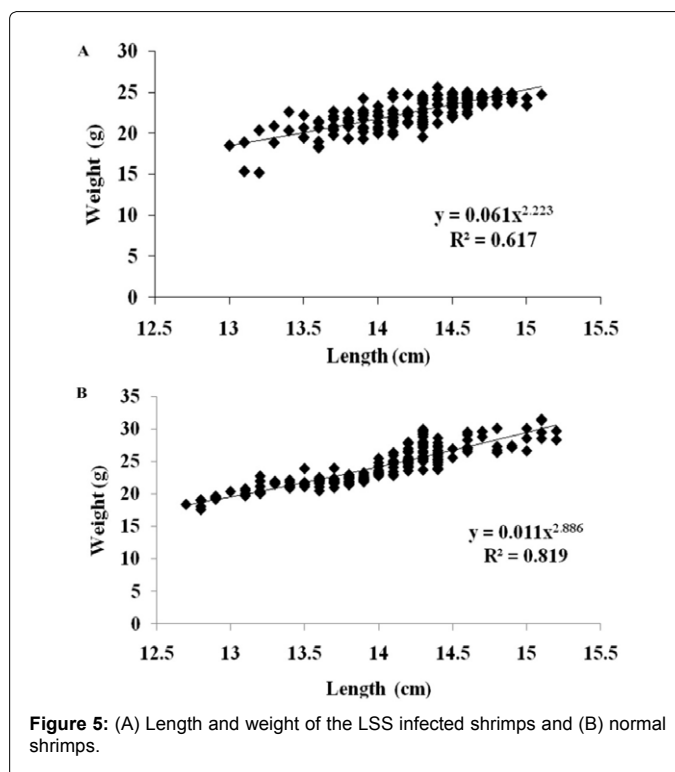 A
30
25
20
15
10
5
0
Weight (g)
y = 0.061x^2.223
R² = 0.617
12.5 13 13.5 14 14.5 15 15.5
Length (cm)
B
35
30
25
20
15
10
5
0
Weight (g)
y = 0.011x^2.886
R² = 0.819
12.5 13 13.5 14 14.5 15 15.5
Length (cm)
Figure 5: (A) Length and weight of the LSS infected shrimps and (B) normal
shrimps.